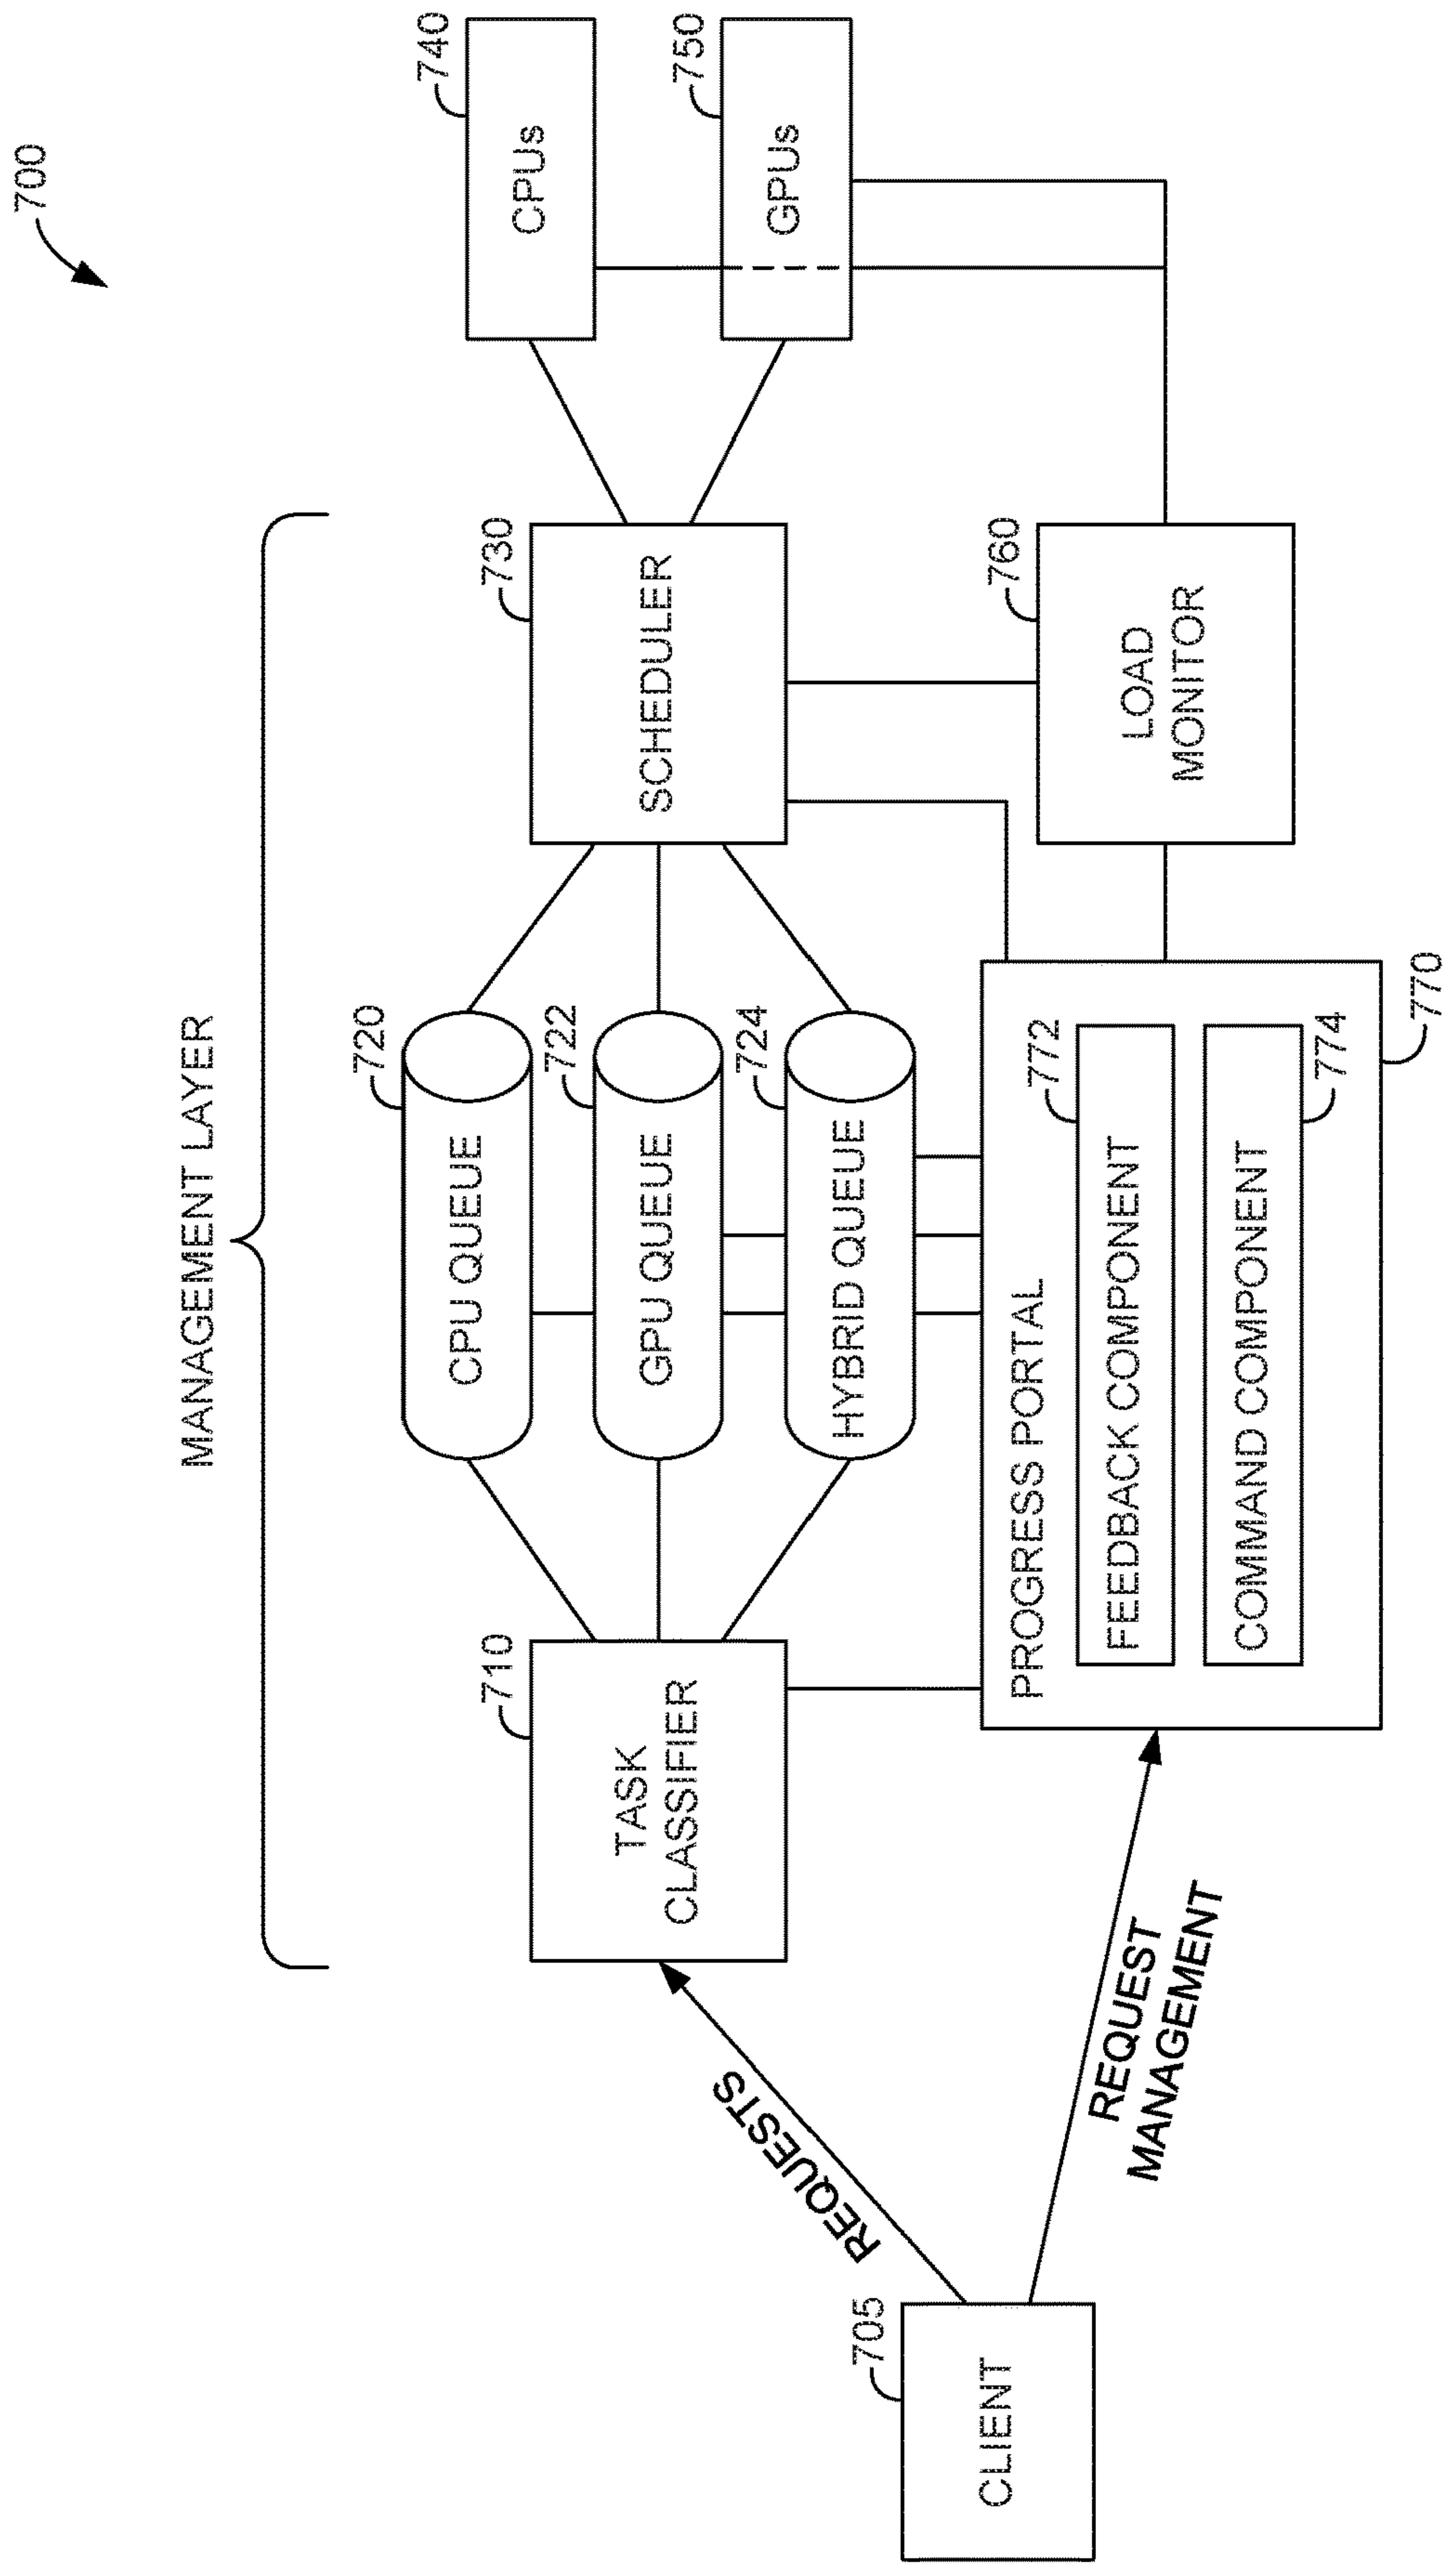 700
MANAGEMENT LAYER
740
CPUs
750
GPUs
730
SCHEDULER
760
LOAD
MONITOR
720
CPU QUEUE
722
GPU QUEUE
724
HYBRID QUEUE
710
TASK
CLASSIFIER
PROGRESS PORTAL
772
FEEDBACK COMPONENT
COMMAND COMPONENT
774
770
REQUESTS
REQUEST
MANAGEMENT
705
CLIENT